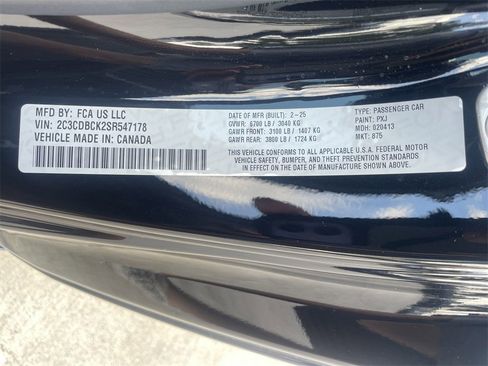 MFD BY: FCA US LLC
VIN: 2C3CDBCK2SR547178
VEHICLE MADE IN: CANADA
DATE OF MFR (BUILT): 2-25
GVWR: 6700 LB / 3040 KG
GAWR FRONT: 3100 LB / 1407 KG
GAWR REAR: 3800 LB / 1724 KG
TYPE: PASSENGER CAR
PAINT: PXJ
MDH: 020413
MKT: 875
THIS VEHICLE CONFORMS TO ALL APPLICABLE U.S.A. FEDERAL MOTOR
VEHICLE SAFETY, BUMPER, AND THEFT PREVENTION STANDARDS
IN EFFECT ON THE DATE OF MANUFACTURE SHOWN ABOVE.